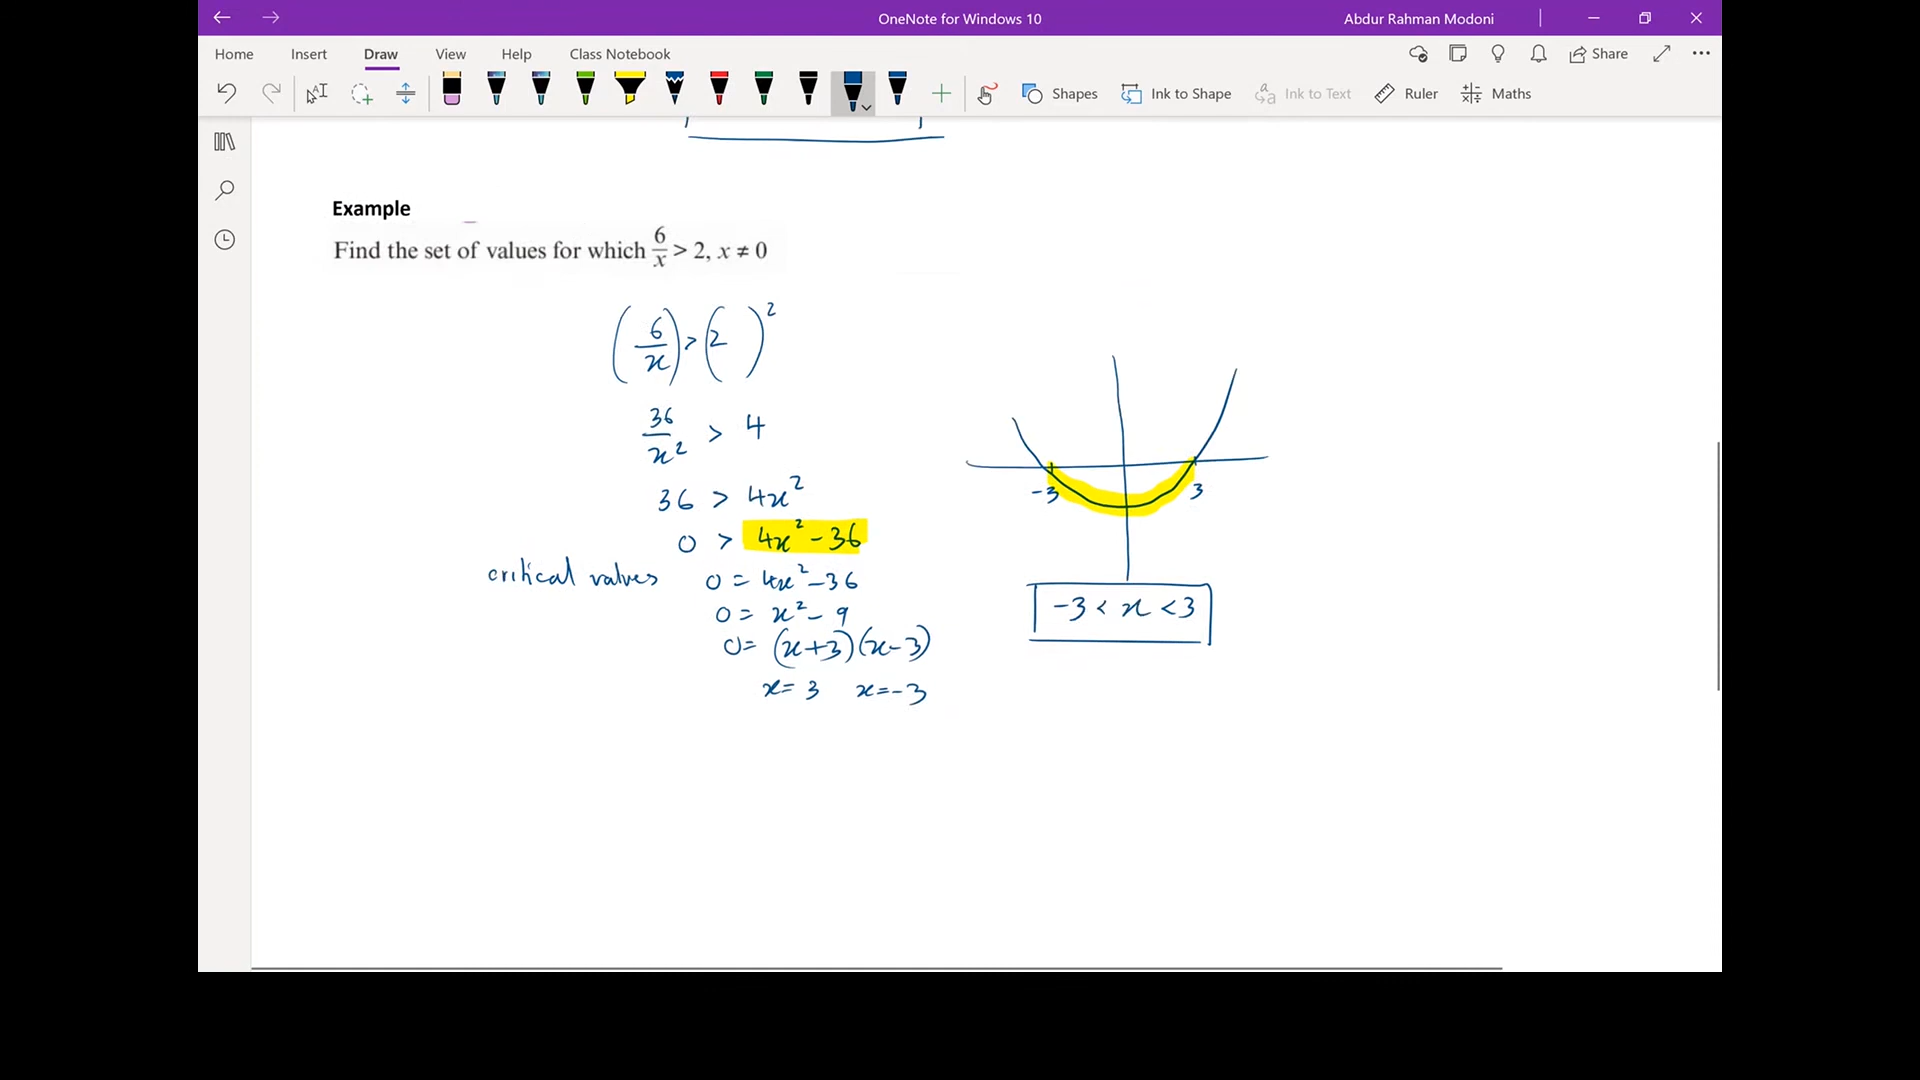 OneNote for Windows 10
Abdur Rahman Modoni
Home Insert Draw View Help Class Notebook
Share
Shapes Ink to Shape Ink to Text Ruler Maths
Example
Find the set of values for which 6/x > 2, x ≠ 0
(6/x) > (2 )²
36/x² > 4
36 > 4x²
0 > 4x² - 36
critical values 0 = 4x² - 36
0 = x² - 9
0 = (x+3)(x-3)
x = 3 x = -3
-3 3
-3 < x < 3